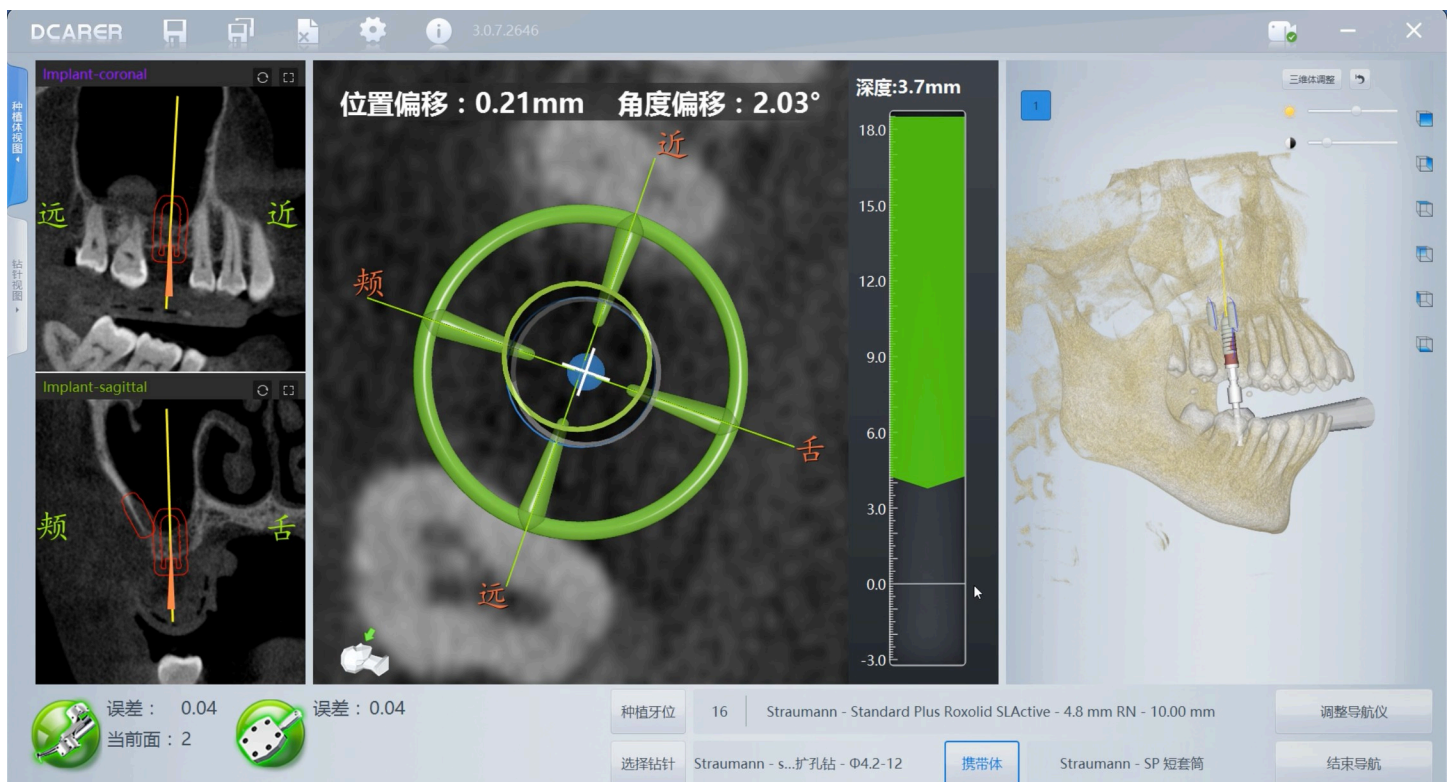 DCARER
3.0.7.2646
种植体视图
钻针视图
Implant-coronal
远
近
Implant-sagittal
颊
舌
位置偏移：0.21mm 角度偏移：2.03°
近
颊
舌
远
深度:3.7mm
18.0
15.0
12.0
9.0
6.0
3.0
0.0
-3.0
1
三维体调整
误差： 0.04
当前面：2
误差：0.04
种植牙位 16 Straumann - Standard Plus Roxolid SLActive - 4.8 mm RN - 10.00 mm 调整导航仪
选择钻针 Straumann - s...扩孔钻 - Φ4.2-12 携带体 Straumann - SP 短套筒 结束导航